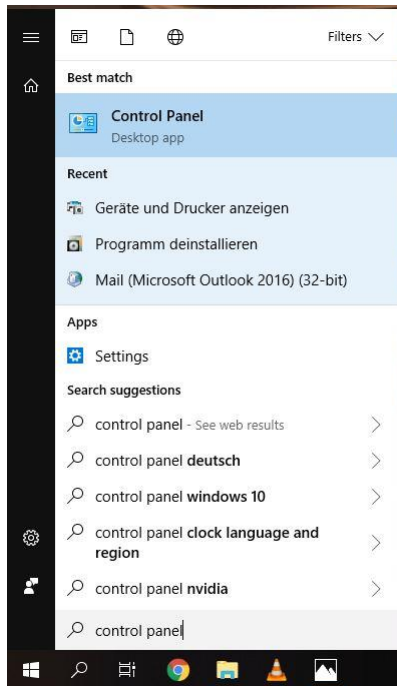 Filters
Best match
Control Panel
Desktop app
Recent
Geräte und Drucker anzeigen
Programm deinstallieren
Mail (Microsoft Outlook 2016) (32-bit)
Apps
Settings
Search suggestions
control panel - See web results
control panel deutsch
control panel windows 10
control panel clock language and
region
control panel nvidia
control panel